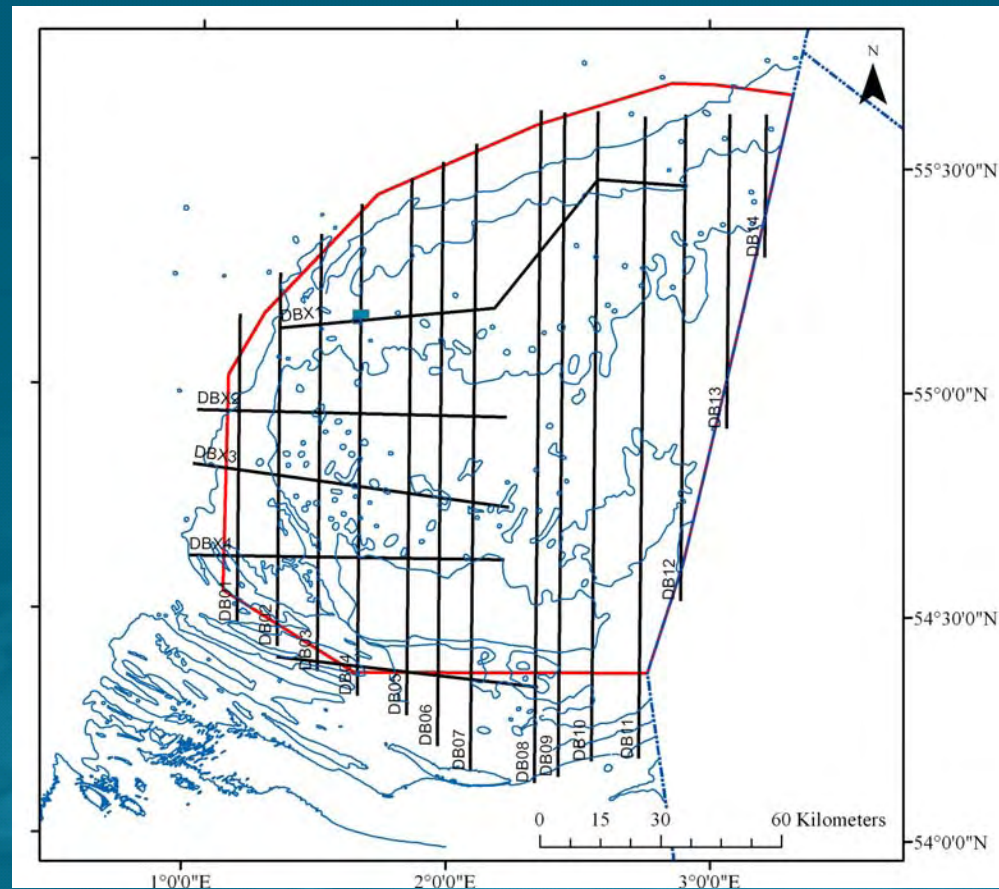 N
55°30'0"N
DB14
DBX1
55°0'0"N
DBX2
DB13
DBX3
DBX4
DB12
DB01
DB02
54°30'0"N
DB03
DB04
DB05
DB06
DB07
DB08
DB09
DB10
DB11
0 15 30 60 Kilometers
54°0'0"N
1°0'0"E 2°0'0"E 3°0'0"E